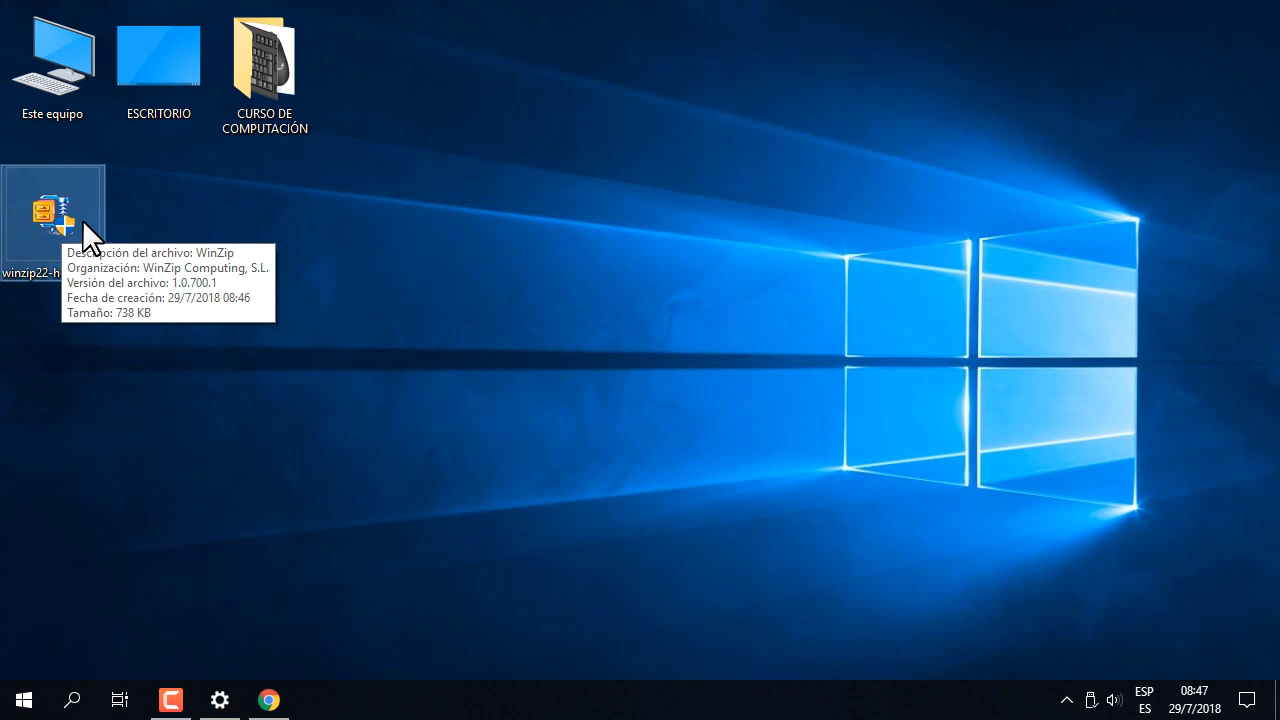 Este equipo
ESCRITORIO
CURSO DE
COMPUTACIÓN
winzip22-h
Descripción del archivo: WinZip
Organización: WinZip Computing, S.L.
Versión del archivo: 1.0.700.1
Fecha de creación: 29/7/2018 08:46
Tamaño: 738 KB
ESP
ES
08:47
29/7/2018